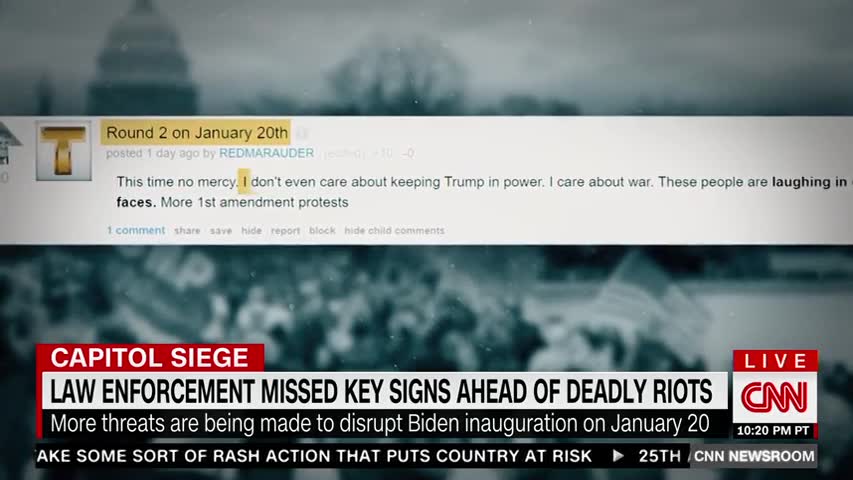 Round 2 on January 20th
posted 1 day ago by REDMARAUDER (edited) +10 -0
This time no mercy. I don't even care about keeping Trump in power. I care about war. These people are laughing in
faces. More 1st amendment protests
1 comment share save hide report block hide child comments
CAPITOL SIEGE
LAW ENFORCEMENT MISSED KEY SIGNS AHEAD OF DEADLY RIOTS
More threats are being made to disrupt Biden inauguration on January 20
LIVE
CNN
10:20 PM PT
AKE SOME SORT OF RASH ACTION THAT PUTS COUNTRY AT RISK ▶ 25TH
CNN NEWSROOM